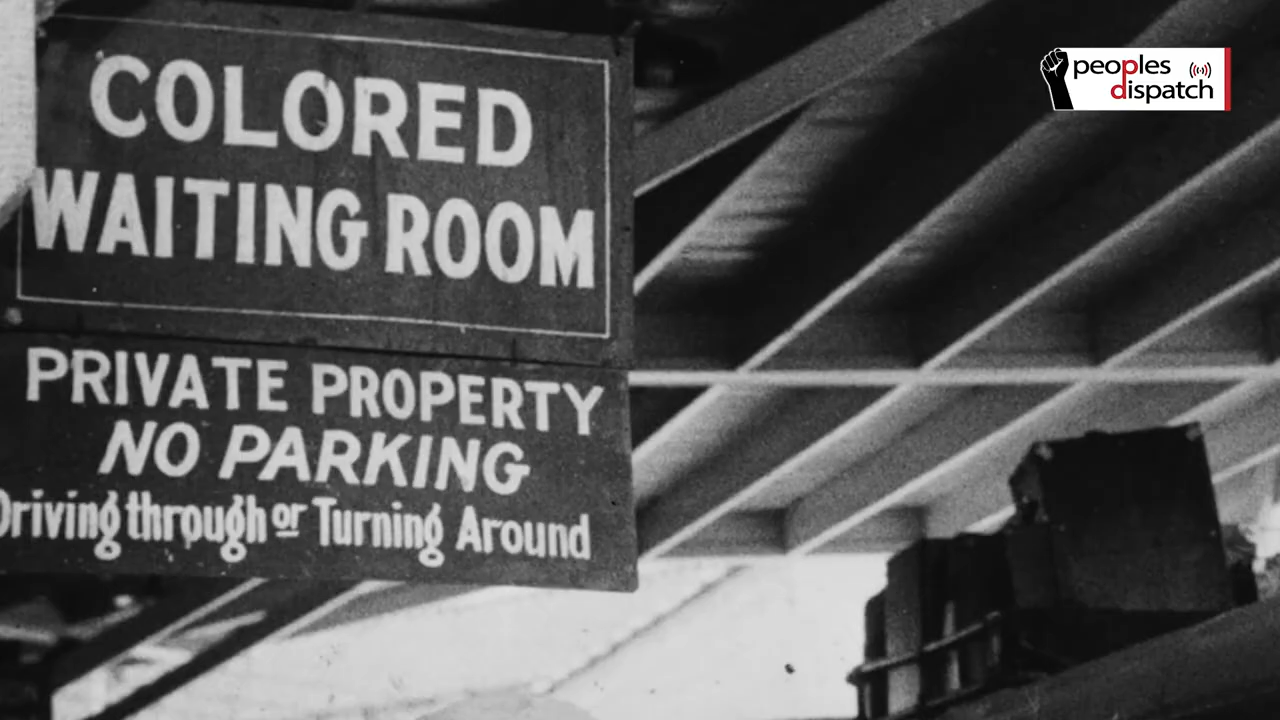 COLORED
WAITING ROOM
PRIVATE PROPERTY
NO PARKING
Driving through or Turning Around
peoples
dispatch